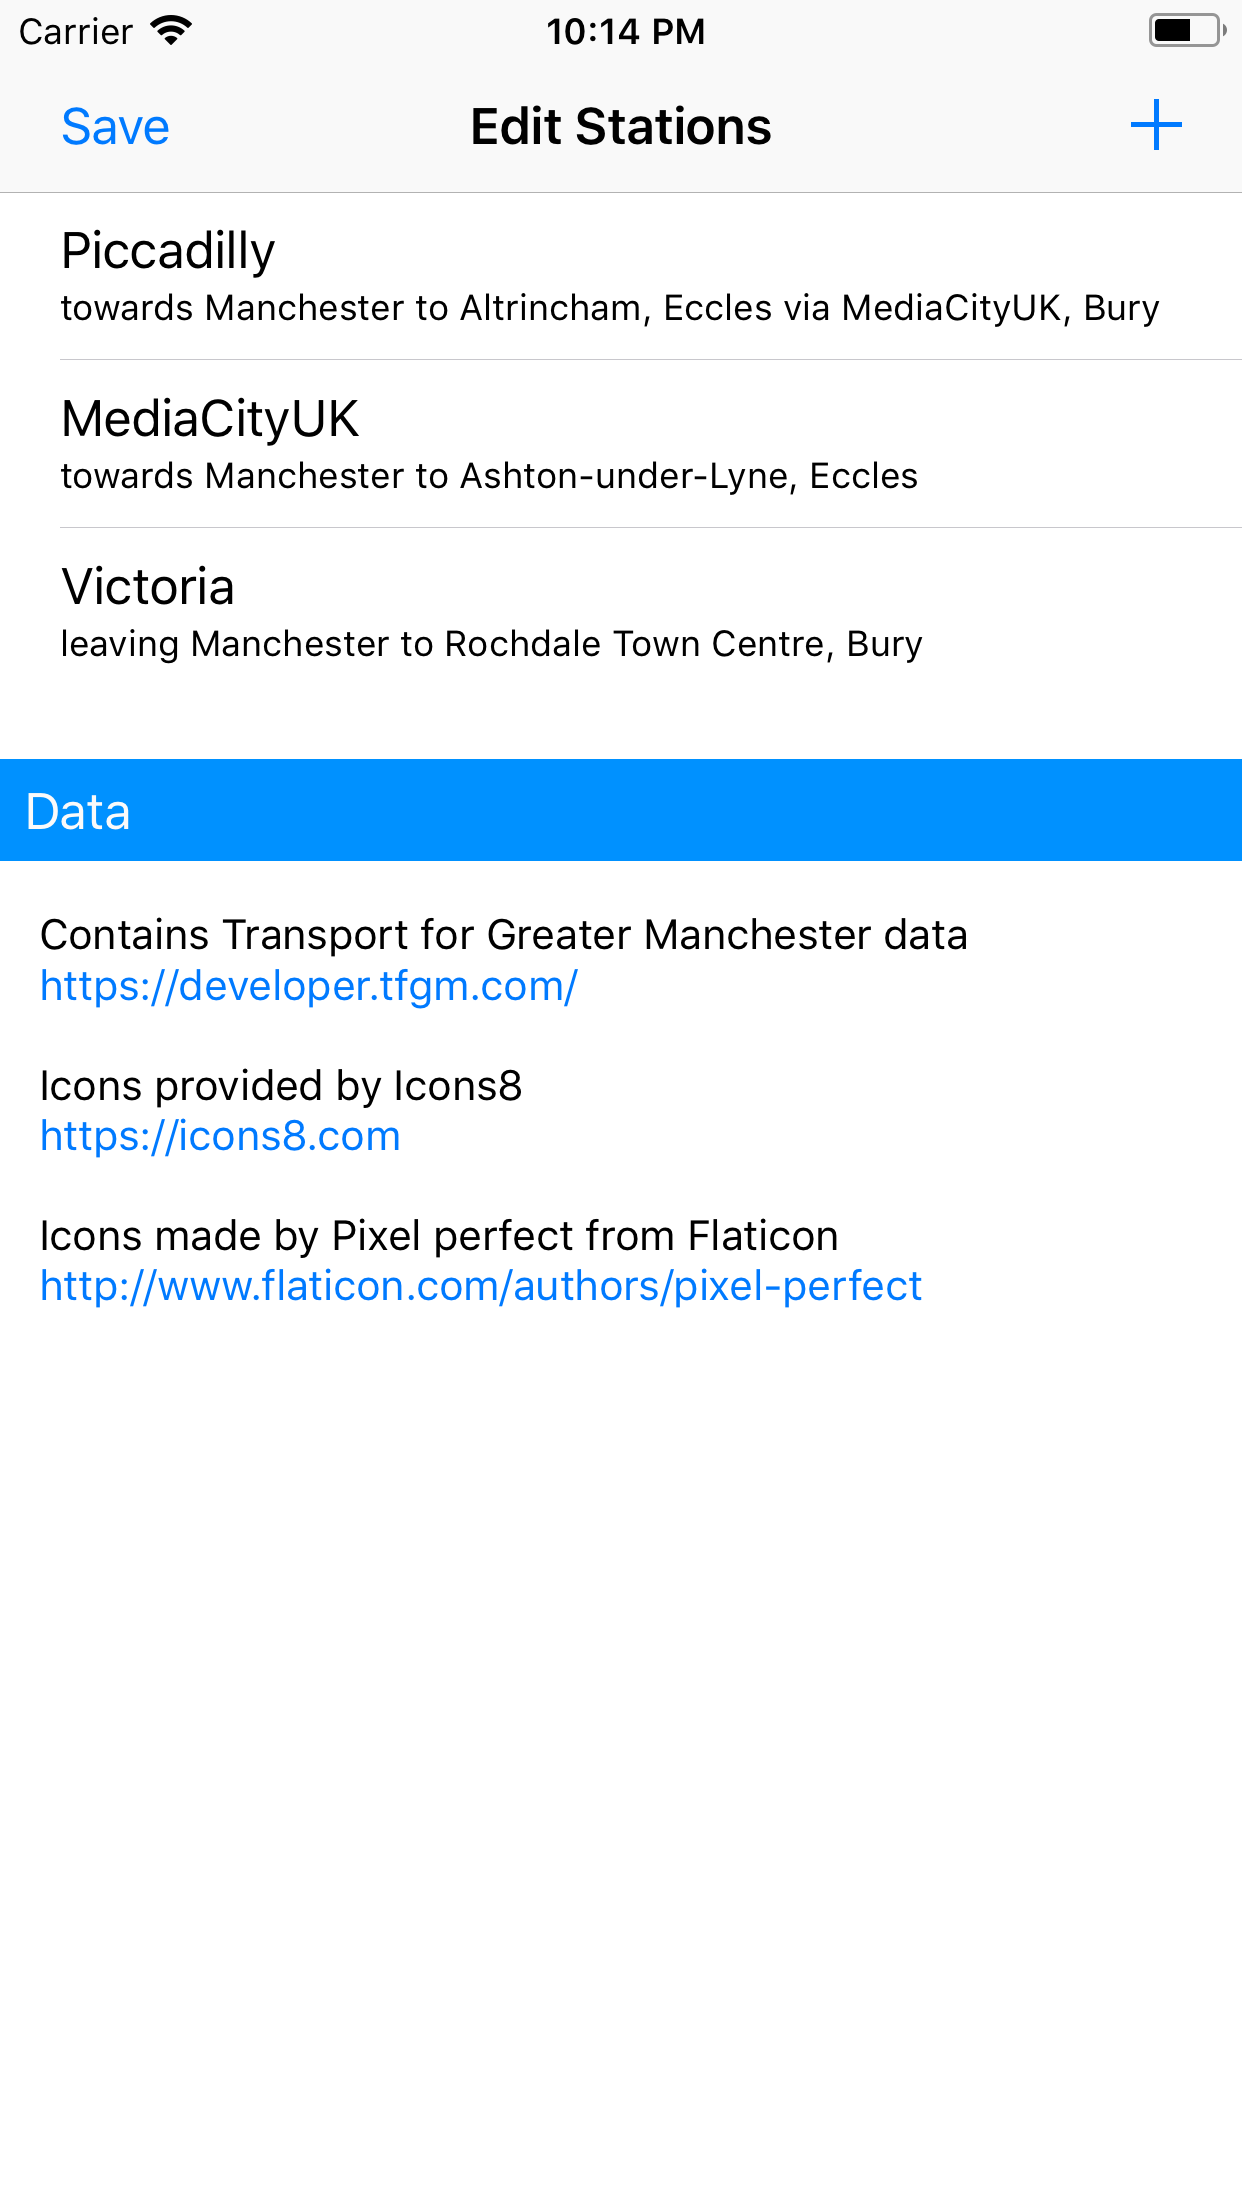 Carrier 10:14 PM
Save Edit Stations +
Piccadilly
towards Manchester to Altrincham, Eccles via MediaCityUK, Bury
MediaCityUK
towards Manchester to Ashton-under-Lyne, Eccles
Victoria
leaving Manchester to Rochdale Town Centre, Bury
Data
Contains Transport for Greater Manchester data
https://developer.tfgm.com/
Icons provided by Icons8
https://icons8.com
Icons made by Pixel perfect from Flaticon
http://www.flaticon.com/authors/pixel-perfect